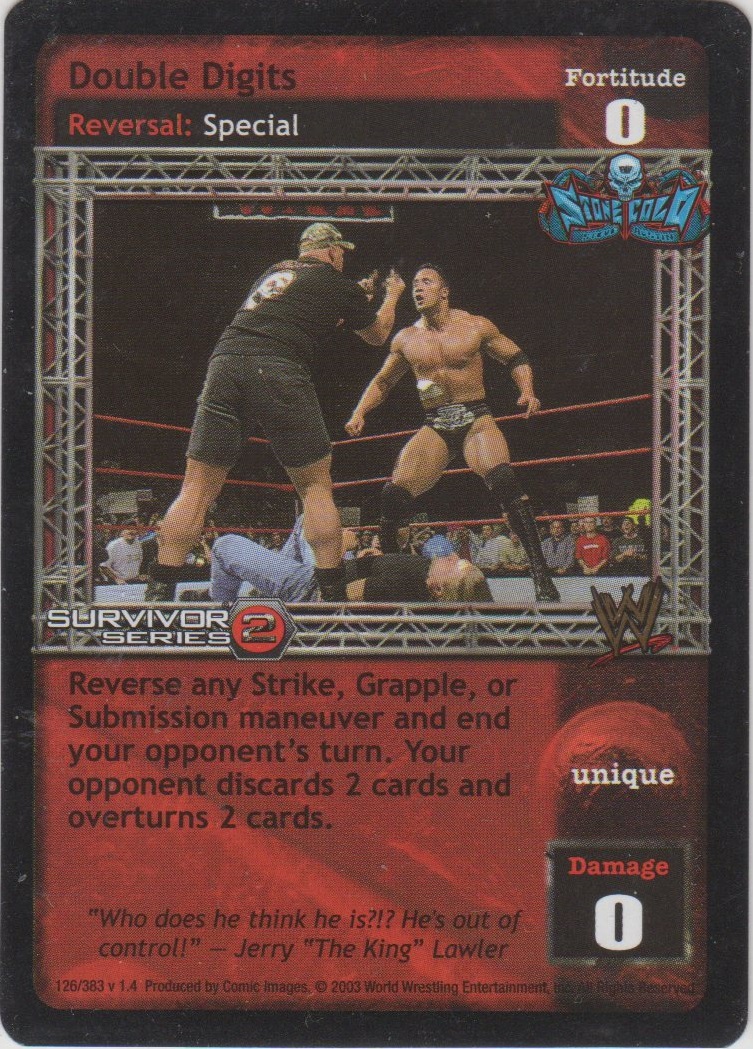 Double Digits
Fortitude
0
Reversal: Special
STONE COLD
SURVIVOR
SERIES 2
W
Reverse any Strike, Grapple, or
Submission maneuver and end
your opponent's turn. Your
opponent discards 2 cards and
overturns 2 cards.
unique
Damage
0
"Who does he think he is?!? He's out of
control!" — Jerry "The King" Lawler
126/383 v 1.4 Produced by Comic Images. © 2003 World Wrestling Entertainment, Inc. All Rights Reserved.